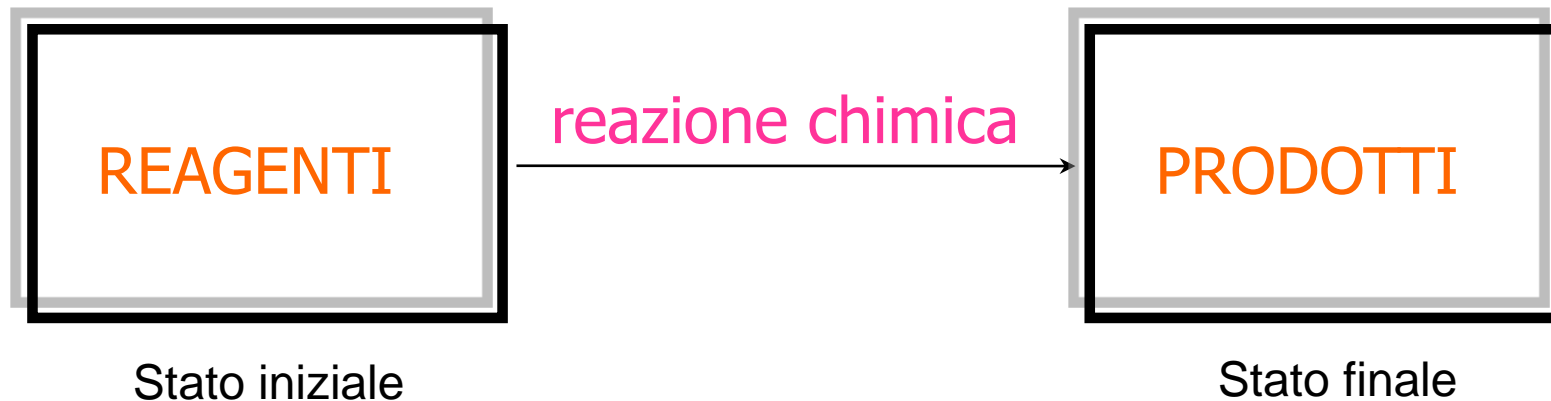 reazione chimica
REAGENTI
PRODOTTI
Stato iniziale
Stato finale